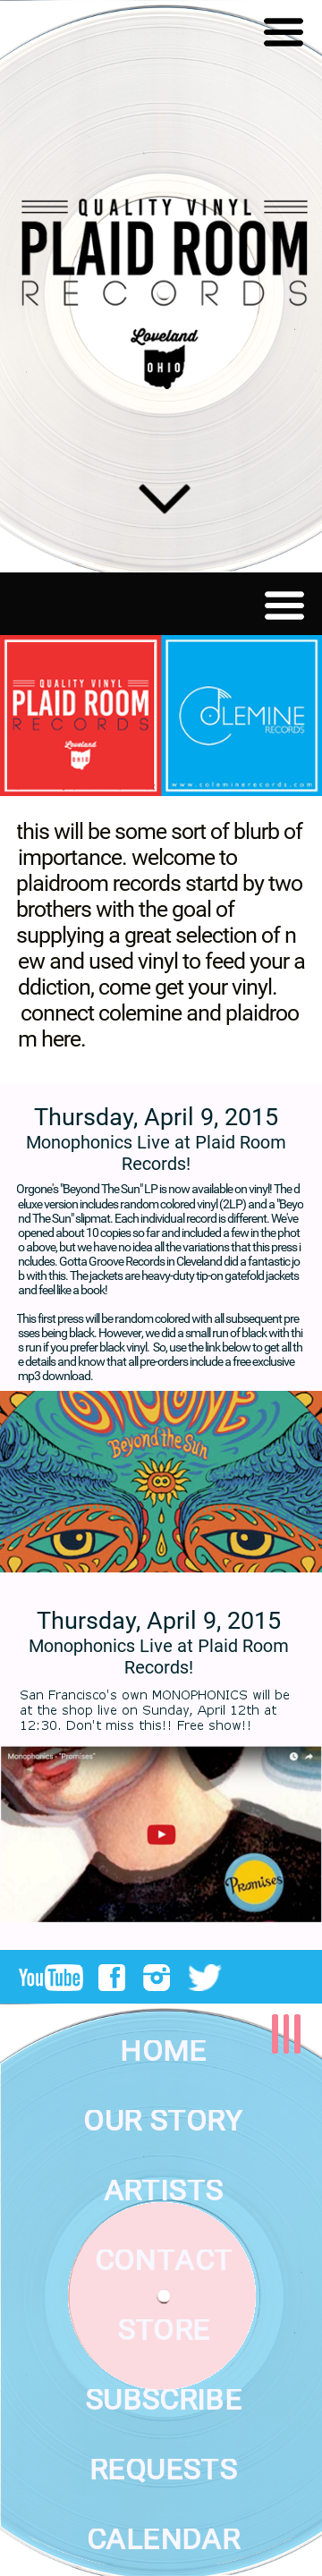 QUALITY VINYL
PLAID ROOM
RECORDS
Loveland
OHIO
QUALITY VINYL
PLAID ROOM
RECORDS
Loveland
OHIO
COLEMINE
RECORDS
www.coleminerecords.com
this will be some sort of blurb of
importance. welcome to
plaidroom records startd by two
brothers with the goal of
supplying a great selection of n
ew and used vinyl to feed your a
ddiction, come get your vinyl.
connect colemine and plaidroo
m here.
Thursday, April 9, 2015
Monophonics Live at Plaid Room
Records!
Orgone's "Beyond The Sun" LP is now available on vinyl! The d
eluxe version includes random colored vinyl (2LP) and a "Beyo
nd The Sun" slipmat. Each individual record is different. We've
opened about 10 copies so far and included a few in the phot
o above, but we have no idea all the variations that this press i
ncludes. Gotta Groove Records in Cleveland did a fantastic jo
b with this. The jackets are heavy-duty tip-on gatefold jackets
and feel like a book!
This first press will be random colored with all subsequent pre
sses being black. However, we did a small run of black with thi
s run if you prefer black vinyl. So, use the link below to get all th
e details and know that all pre-orders include a free exclusive
mp3 download.
ORGONE
Beyond the Sun
Thursday, April 9, 2015
Monophonics Live at Plaid Room
Records!
San Francisco's own MONOPHONICS will be
at the shop live on Sunday, April 12th at
12:30. Don't miss this!! Free show!!
Monophonics - "Promises"
Promises
YouTube
HOME
OUR STORY
ARTISTS
CONTACT
STORE
SUBSCRIBE
REQUESTS
CALENDAR